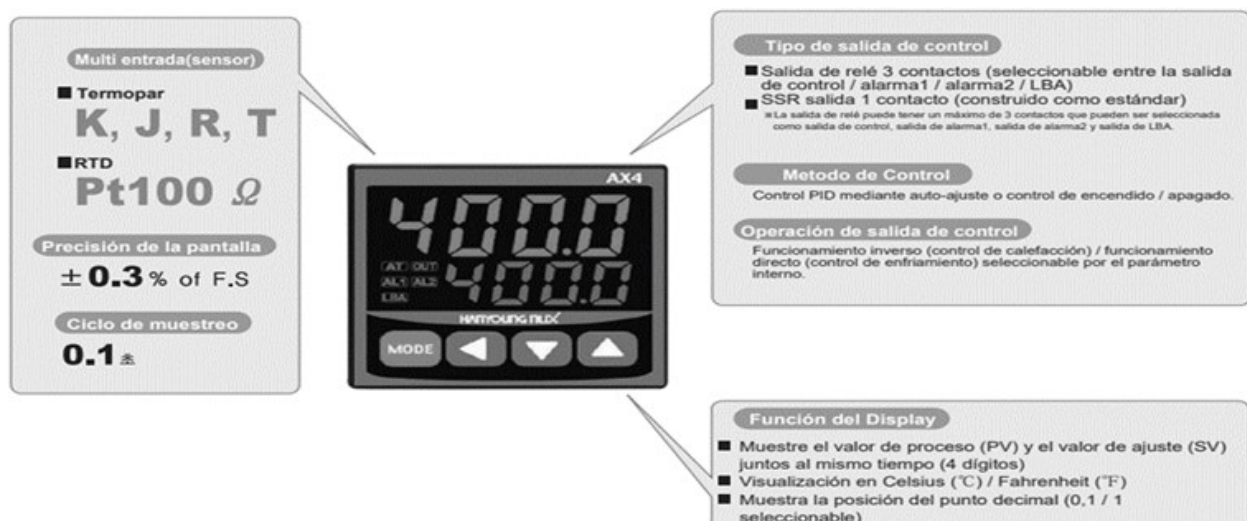 Multi entrada(sensor)
■ Termopar
K, J, R, T
■ RTD
Pt100 Ω
Precisión de la pantalla
± 0.3 % of F.S
Ciclo de muestreo
0.1초
AX4
400.0
AT OUT
AL1 AL2
LBA
400.0
HANYOUNG NUX
MODE
Tipo de salida de control
■ Salida de relé 3 contactos (seleccionable entre la salida
de control / alarma1 / alarma2 / LBA)
■ SSR salida 1 contacto (construido como estándar)
※La salida de relé puede tener un máximo de 3 contactos que pueden ser seleccionada
como salida de control, salida de alarma1, salida de alarma2 y salida de LBA.
Metodo de Control
Control PID mediante auto-ajuste o control de encendido / apagado.
Operación de salida de control
Funcionamiento inverso (control de calefacción) / funcionamiento
directo (control de enfriamiento) seleccionable por el parámetro
interno.
Función del Display
■ Muestre el valor de proceso (PV) y el valor de ajuste (SV)
juntos al mismo tiempo (4 dígitos)
■ Visualización en Celsius (℃) / Fahrenheit (℉)
■ Muestra la posición del punto decimal (0,1 / 1
seleccionable)